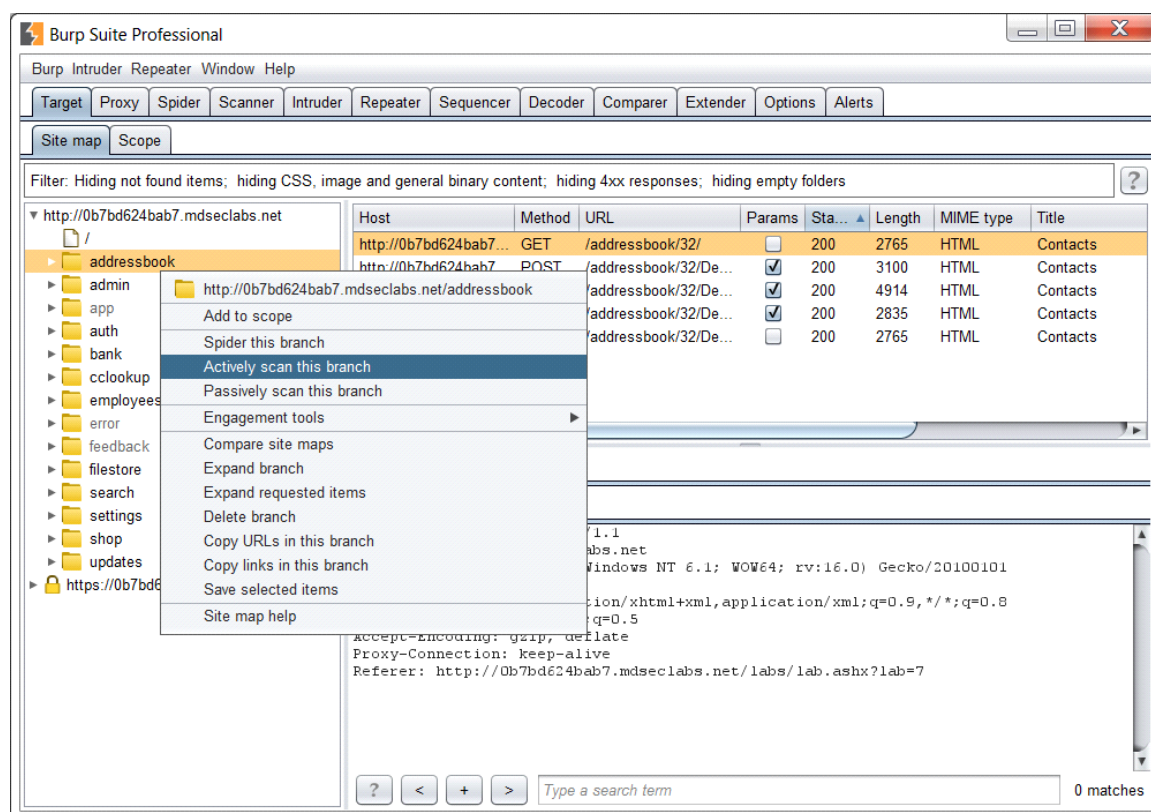 Burp Suite Professional
Burp Intruder Repeater Window Help
Target Proxy Spider Scanner Intruder Repeater Sequencer Decoder Comparer Extender Options Alerts
Site map Scope
Filter: Hiding not found items; hiding CSS, image and general binary content; hiding 4xx responses; hiding empty folders ?
http://0b7bd624bab7.mdseclabs.net
/
addressbook
admin
app
auth
bank
cclookup
employees
error
feedback
filestore
search
settings
shop
updates
https://0b7bd6
http://0b7bd624bab7.mdseclabs.net/addressbook
Add to scope
Spider this branch
Actively scan this branch
Passively scan this branch
Engagement tools
Compare site maps
Expand branch
Expand requested items
Delete branch
Copy URLs in this branch
Copy links in this branch
Save selected items
Site map help
Host Method URL Params Sta... Length MIME type Title
http://0b7bd624bab7... GET /addressbook/32/ 200 2765 HTML Contacts
http://0b7bd624bab7... POST /addressbook/32/De... 200 3100 HTML Contacts
/addressbook/32/De... 200 4914 HTML Contacts
/addressbook/32/De... 200 2835 HTML Contacts
/addressbook/32/De... 200 2765 HTML Contacts
/1.1
abs.net
Windows NT 6.1; WOW64; rv:16.0) Gecko/20100101
tion/xhtml+xml,application/xml;q=0.9,*/*;q=0.8
;q=0.5
Accept-Encoding: gzip, deflate
Proxy-Connection: keep-alive
Referer: http://0b7bd624bab7.mdseclabs.net/labs/lab.ashx?lab=7
? < + > Type a search term 0 matches